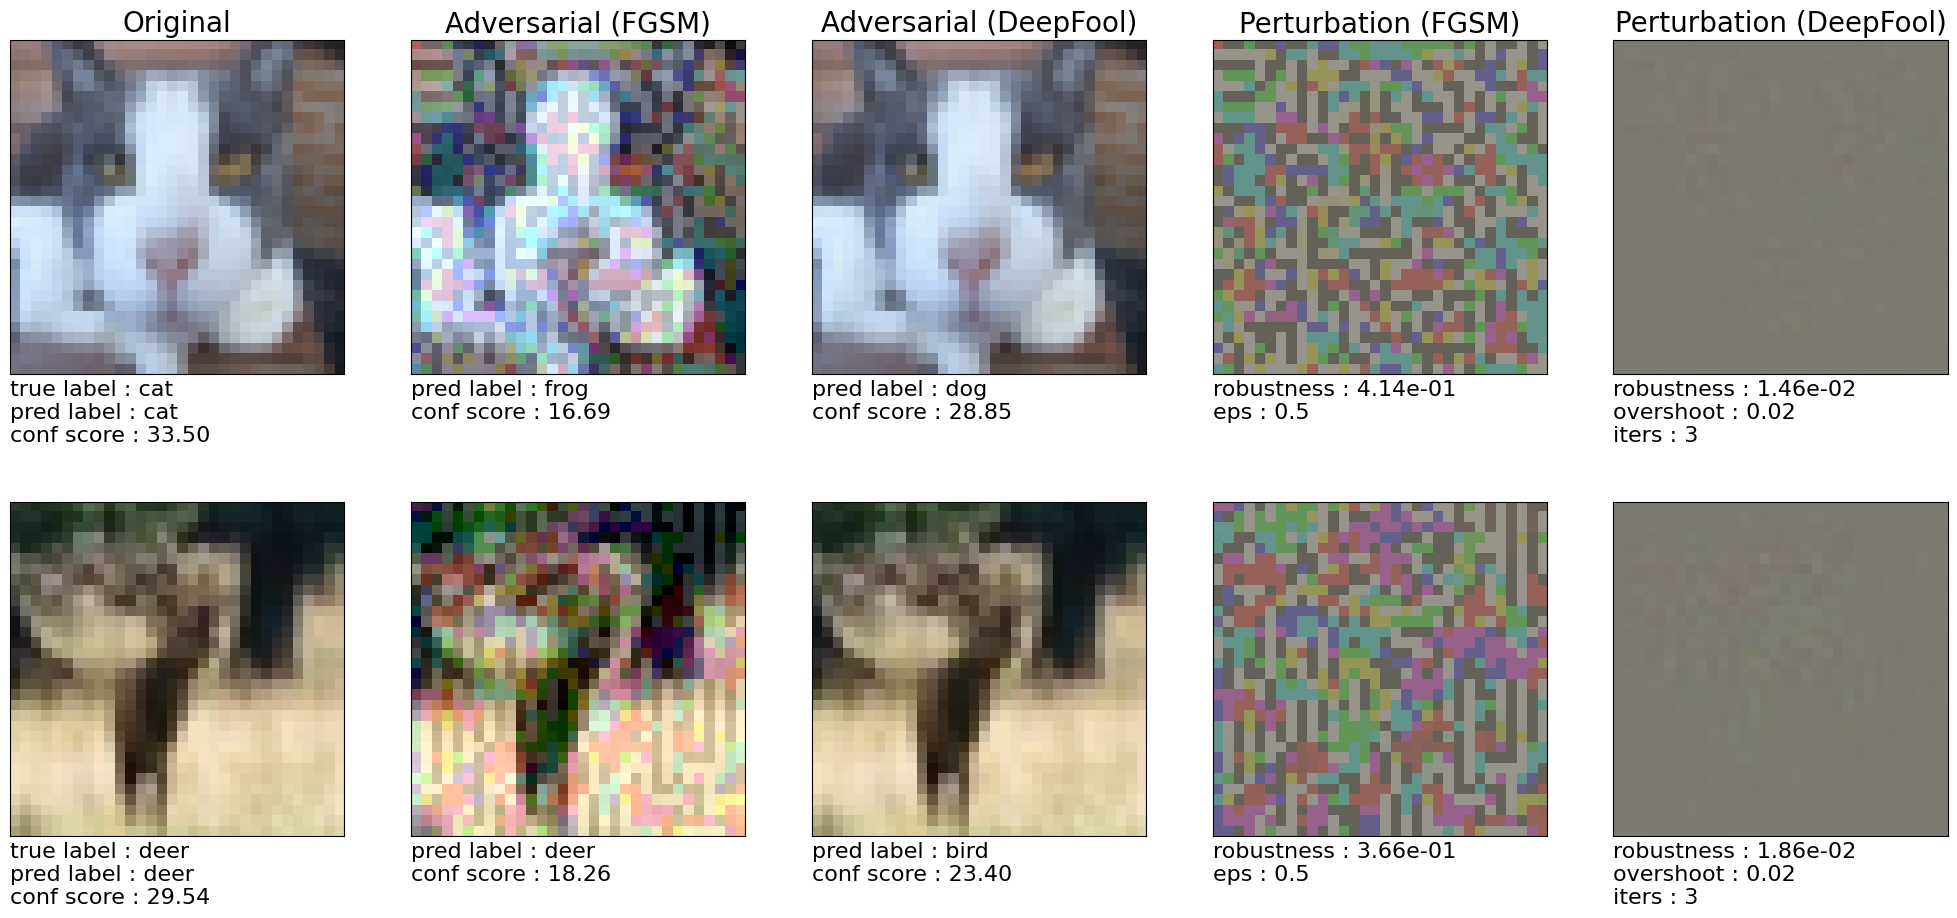 Original
Adversarial (FGSM)
Adversarial (DeepFool)
Perturbation (FGSM)
Perturbation (DeepFool)
true label : cat
pred label : cat
conf score : 33.50
pred label : frog
conf score : 16.69
pred label : dog
conf score : 28.85
robustness : 4.14e-01
eps : 0.5
robustness : 1.46e-02
overshoot : 0.02
iters : 3
true label : deer
pred label : deer
conf score : 29.54
pred label : deer
conf score : 18.26
pred label : bird
conf score : 23.40
robustness : 3.66e-01
eps : 0.5
robustness : 1.86e-02
overshoot : 0.02
iters : 3